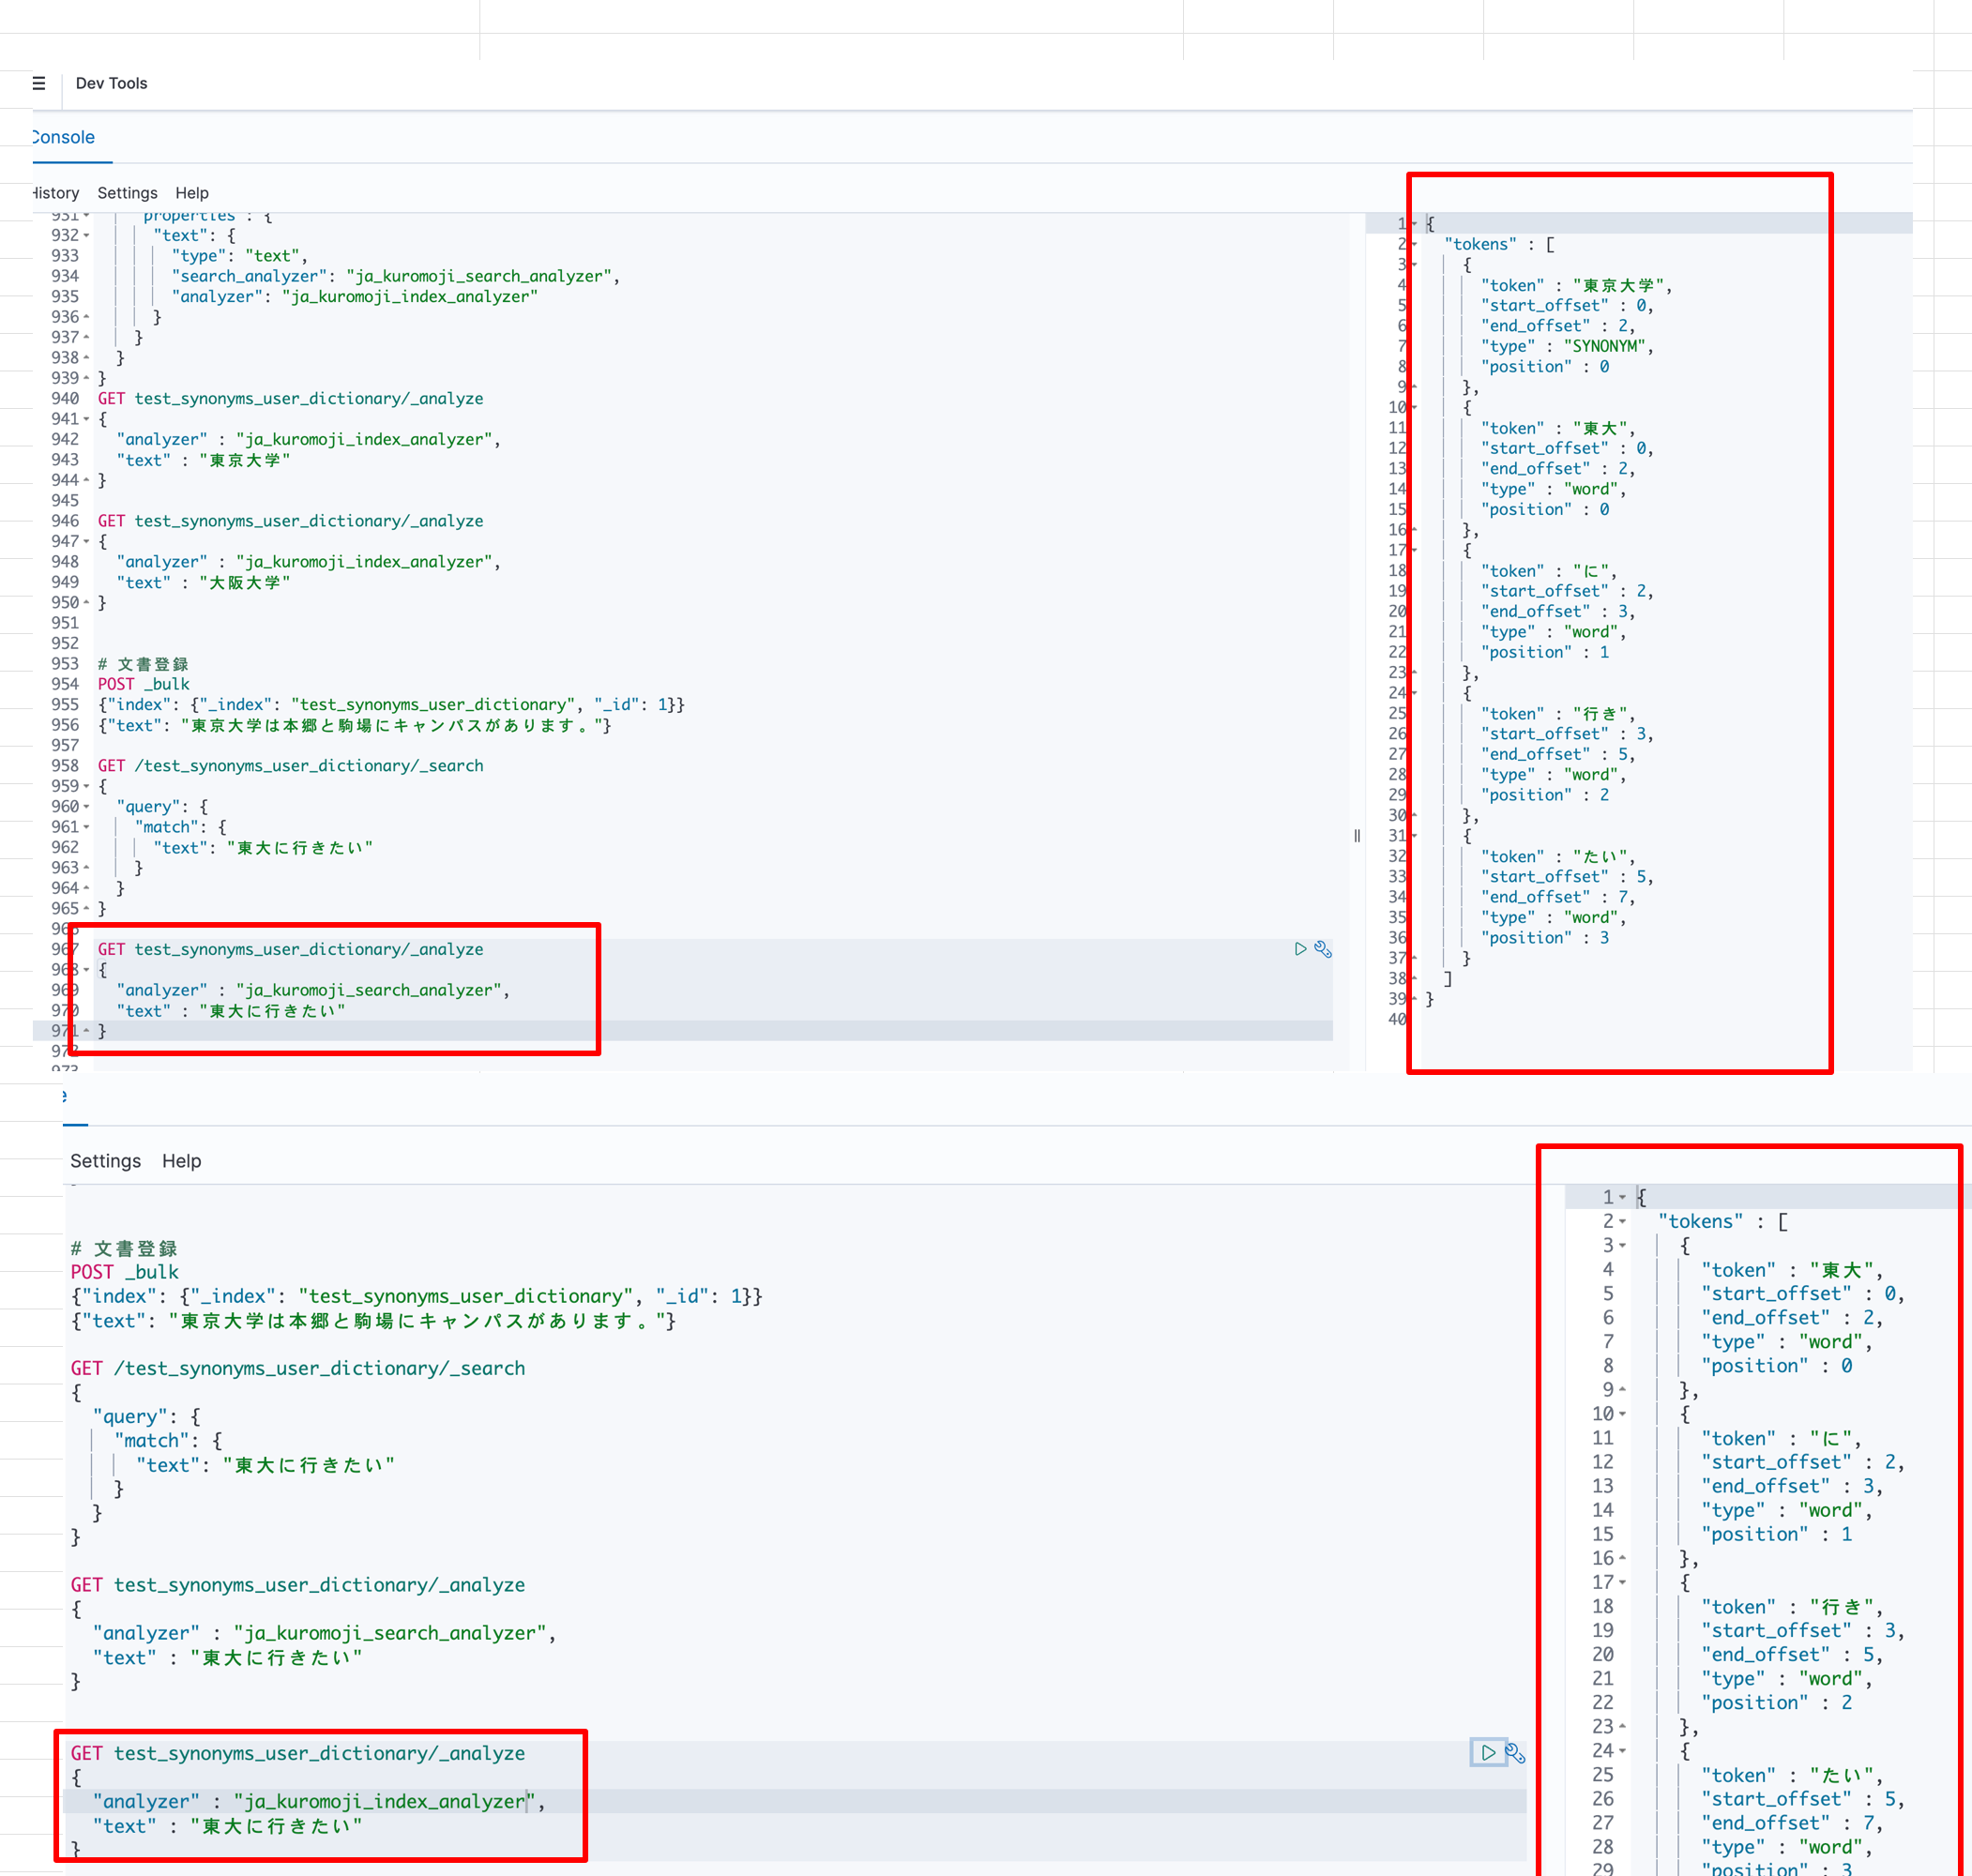 Dev Tools
Console
History Settings Help
931 "properties": {
932 "text": {
933 "type": "text",
934 "search_analyzer": "ja_kuromoji_search_analyzer",
935 "analyzer": "ja_kuromoji_index_analyzer"
936 }
937 }
938 }
939 }
940 GET test_synonyms_user_dictionary/_analyze
941 {
942 "analyzer" : "ja_kuromoji_index_analyzer",
943 "text" : "東京大学"
944 }
945
946 GET test_synonyms_user_dictionary/_analyze
947 {
948 "analyzer" : "ja_kuromoji_index_analyzer",
949 "text" : "大阪大学"
950 }
951
952
953 # 文書登録
954 POST _bulk
955 {"index": {"_index": "test_synonyms_user_dictionary", "_id": 1}}
956 {"text": "東京大学は本郷と駒場にキャンパスがあります。"}
957
958 GET /test_synonyms_user_dictionary/_search
959 {
960 "query": {
961 "match": {
962 "text": "東大に行きたい"
963 }
964 }
965 }
966
967 GET test_synonyms_user_dictionary/_analyze
968 {
969 "analyzer" : "ja_kuromoji_search_analyzer",
970 "text" : "東大に行きたい"
971 }
972
973
1 {
2 "tokens" : [
3 {
4 "token" : "東京大学",
5 "start_offset" : 0,
6 "end_offset" : 2,
7 "type" : "SYNONYM",
8 "position" : 0
9 },
10 {
11 "token" : "東大",
12 "start_offset" : 0,
13 "end_offset" : 2,
14 "type" : "word",
15 "position" : 0
16 },
17 {
18 "token" : "に",
19 "start_offset" : 2,
20 "end_offset" : 3,
21 "type" : "word",
22 "position" : 1
23 },
24 {
25 "token" : "行き",
26 "start_offset" : 3,
27 "end_offset" : 5,
28 "type" : "word",
29 "position" : 2
30 },
31 {
32 "token" : "たい",
33 "start_offset" : 5,
34 "end_offset" : 7,
35 "type" : "word",
36 "position" : 3
37 }
38 ]
39 }
40
e
Settings Help
# 文書登録
POST _bulk
{"index": {"_index": "test_synonyms_user_dictionary", "_id": 1}}
{"text": "東京大学は本郷と駒場にキャンパスがあります。"}
GET /test_synonyms_user_dictionary/_search
{
"query": {
"match": {
"text": "東大に行きたい"
}
}
}
GET test_synonyms_user_dictionary/_analyze
{
"analyzer" : "ja_kuromoji_search_analyzer",
"text" : "東大に行きたい"
}
GET test_synonyms_user_dictionary/_analyze
{
"analyzer" : "ja_kuromoji_index_analyzer",
"text" : "東大に行きたい"
}
1 {
2 "tokens" : [
3 {
4 "token" : "東大",
5 "start_offset" : 0,
6 "end_offset" : 2,
7 "type" : "word",
8 "position" : 0
9 },
10 {
11 "token" : "に",
12 "start_offset" : 2,
13 "end_offset" : 3,
14 "type" : "word",
15 "position" : 1
16 },
17 {
18 "token" : "行き",
19 "start_offset" : 3,
20 "end_offset" : 5,
21 "type" : "word",
22 "position" : 2
23 },
24 {
25 "token" : "たい",
26 "start_offset" : 5,
27 "end_offset" : 7,
28 "type" : "word",
29 "position" : 3